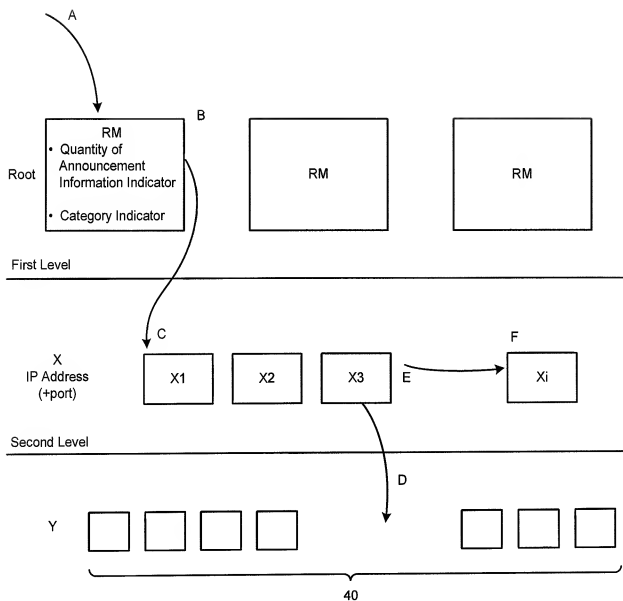 A
B
RM
• Quantity of
Announcement
Information Indicator
• Category Indicator
Root
RM
RM
First Level
C
F
X
IP Address
(+port)
X1
X2
X3
E
Xi
Second Level
D
Y
40